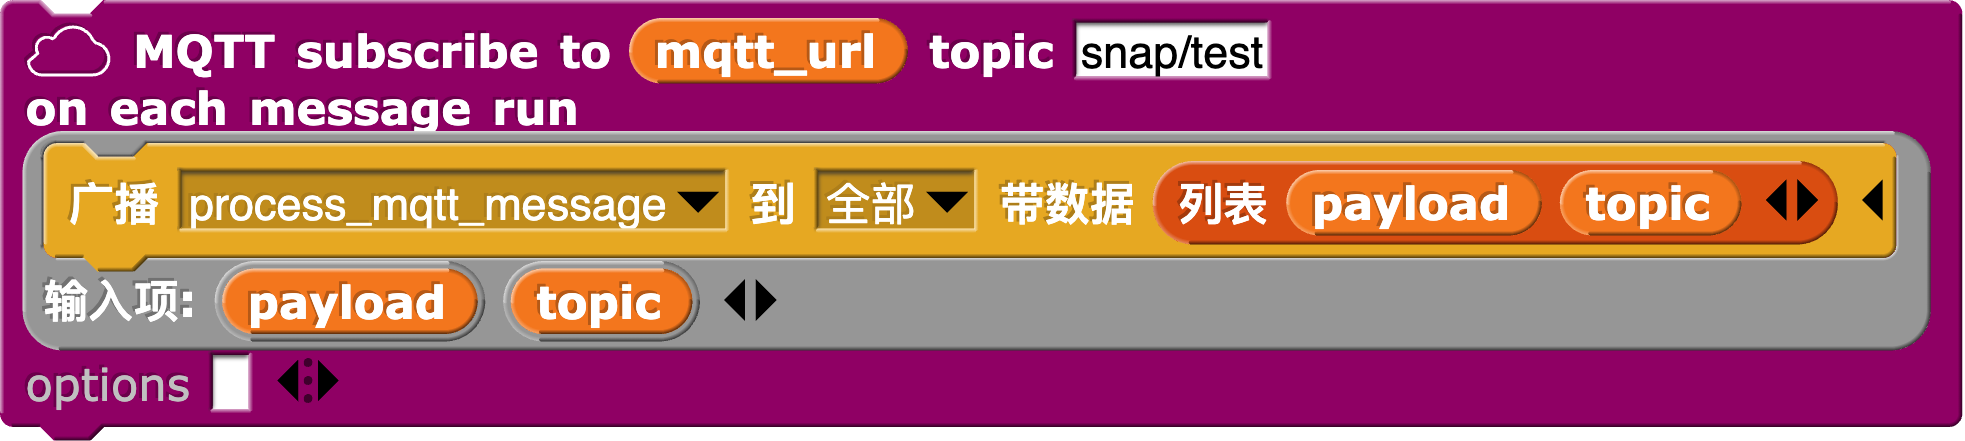 MQTT subscribe to mqtt_url topic snap/test
on each message run
广播 process_mqtt_message 到 全部 带数据 列表 payload topic
输入项: payload topic
options